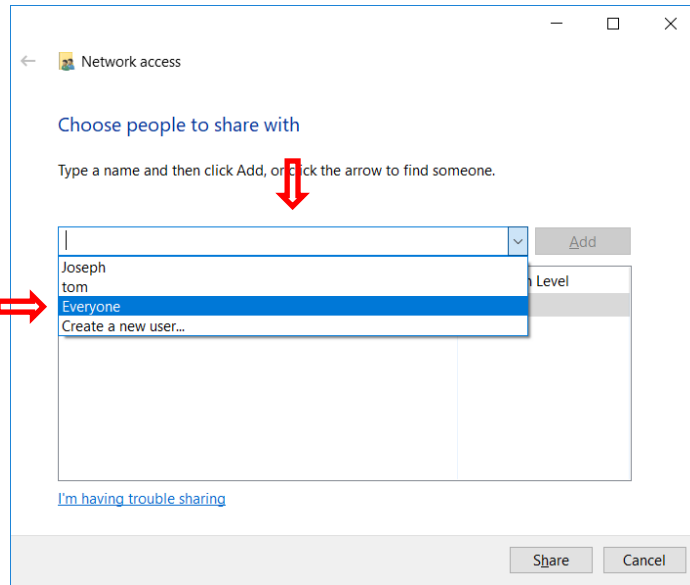 Network access
Choose people to share with
Type a name and then click Add, or click the arrow to find someone.
Add
Joseph
tom
Everyone
Create a new user...
Level
I'm having trouble sharing
Share
Cancel